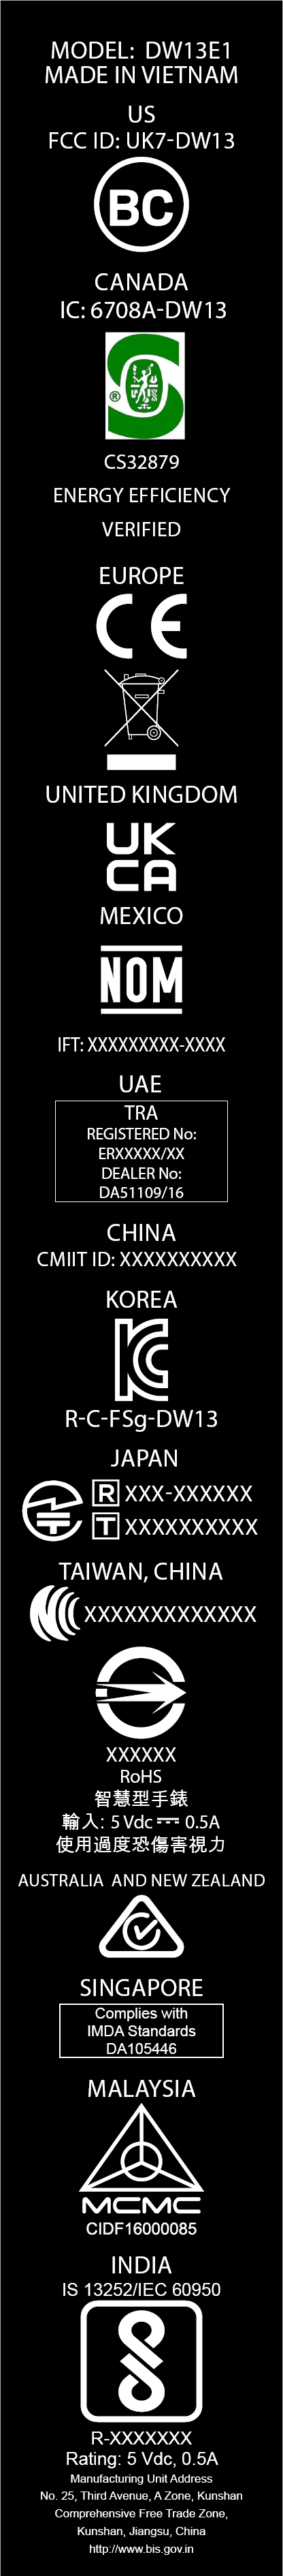 MODEL: DW13E1
MADE IN VIETNAM
US
FCC ID: UK7-DW13
BC
CANADA
IC: 6708A-DW13
S
®
CS32879
ENERGY EFFICIENCY
VERIFIED
EUROPE
CE
UNITED KINGDOM
UK
CA
MEXICO
NOM
IFT: XXXXXXXXX-XXXX
UAE
TRA
REGISTERED No:
ERXXXXX/XX
DEALER No:
DA51109/16
CHINA
CMIIT ID: XXXXXXXXXX
KOREA
R-C-FSg-DW13
JAPAN
R XXX-XXXXXX
T XXXXXXXXXX
TAIWAN, CHINA
XXXXXXXXXXXXX
XXXXXX
RoHS
智慧型手錶
輸入: 5 Vdc ⎓ 0.5A
使用過度恐傷害視力
AUSTRALIA AND NEW ZEALAND
SINGAPORE
Complies with
IMDA Standards
DA105446
MALAYSIA
MCMC
CIDF16000085
INDIA
IS 13252/IEC 60950
R-XXXXXXX
Rating: 5 Vdc, 0.5A
Manufacturing Unit Address
No. 25, Third Avenue, A Zone, Kunshan
Comprehensive Free Trade Zone,
Kunshan, Jiangsu, China
http://www.bis.gov.in